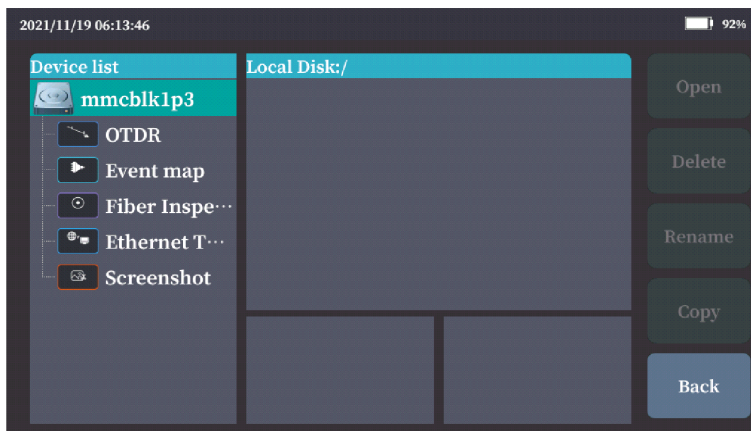 2021/11/19 06:13:46
92%
Device list
Local Disk:/
mmcblk1p3
OTDR
Event map
Fiber Inspe···
Ethernet T···
Screenshot
Open
Delete
Rename
Copy
Back